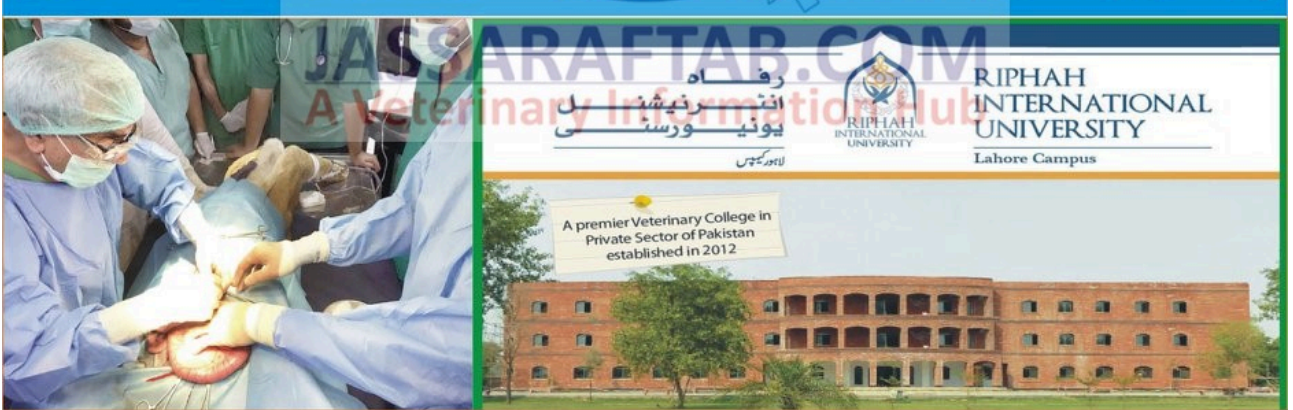 JASSARAFTAB.COM
A Veterinary Information Hub
رفاہ
انٹرنیشنل
یونیورسٹی
لاہور کیمپس
RIPHAH
INTERNATIONAL
UNIVERSITY
RIPHAH
INTERNATIONAL
UNIVERSITY
Lahore Campus
A premier Veterinary College in
Private Sector of Pakistan
established in 2012